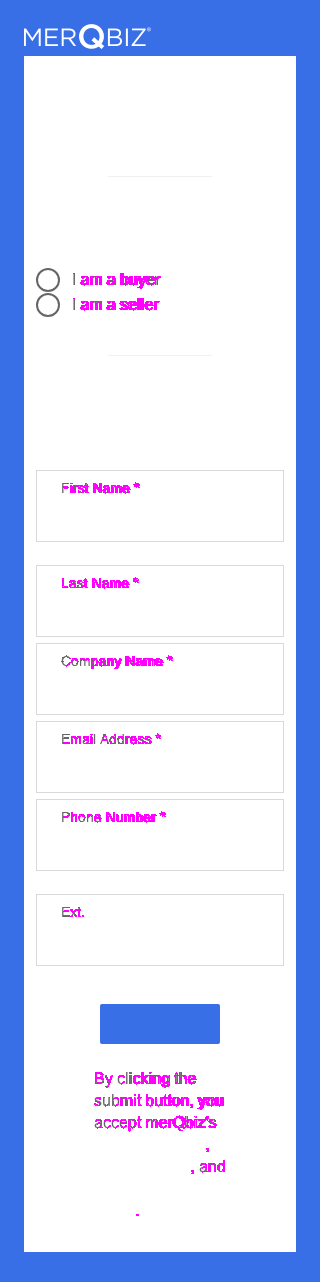 MERQBIZ®
I am a buyer
I am a seller
First Name *
Last Name *
Company Name *
Email Address *
Phone Number *
Ext.
By clicking the
submit button, you
accept merQbiz's
,
, and
.